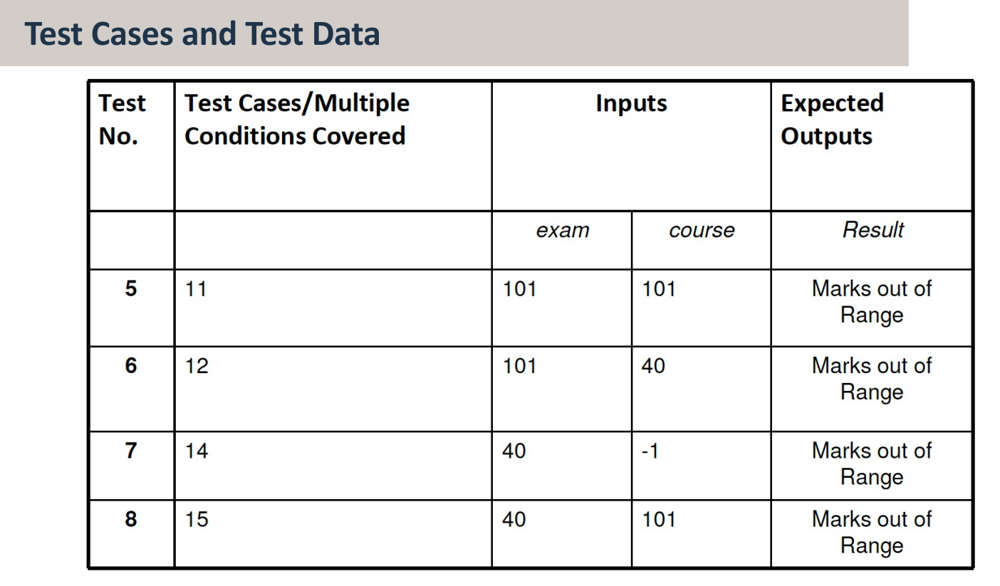 Test Cases and Test Data
Test No. Test Cases/Multiple Conditions Covered Inputs Expected Outputs
exam course Result
5 11 101 101 Marks out of Range
6 12 101 40 Marks out of Range
7 14 40 -1 Marks out of Range
8 15 40 101 Marks out of Range